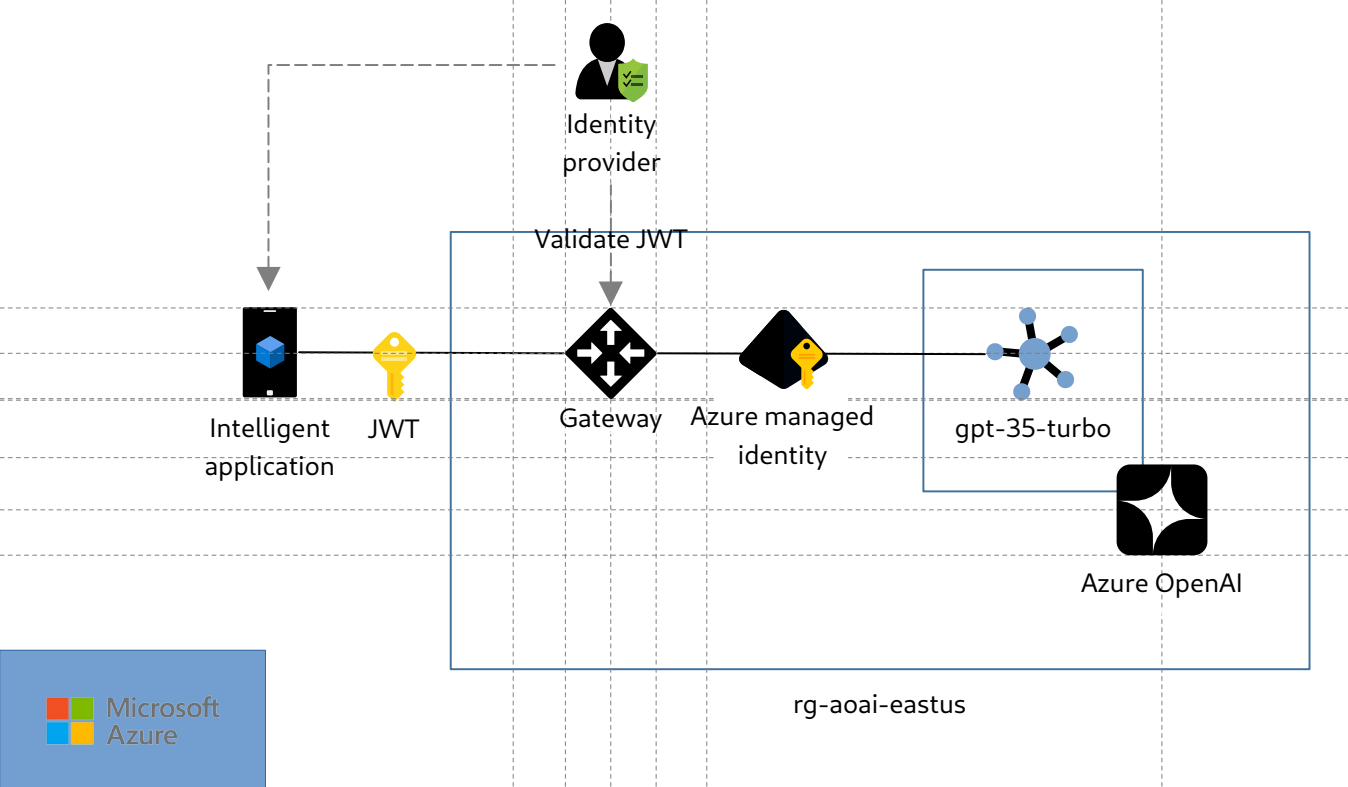 Identity
provider
Validate JWT
Intelligent
application
JWT
Gateway
Azure managed
identity
gpt-35-turbo
Azure OpenAI
rg-aoai-eastus
Microsoft
Azure